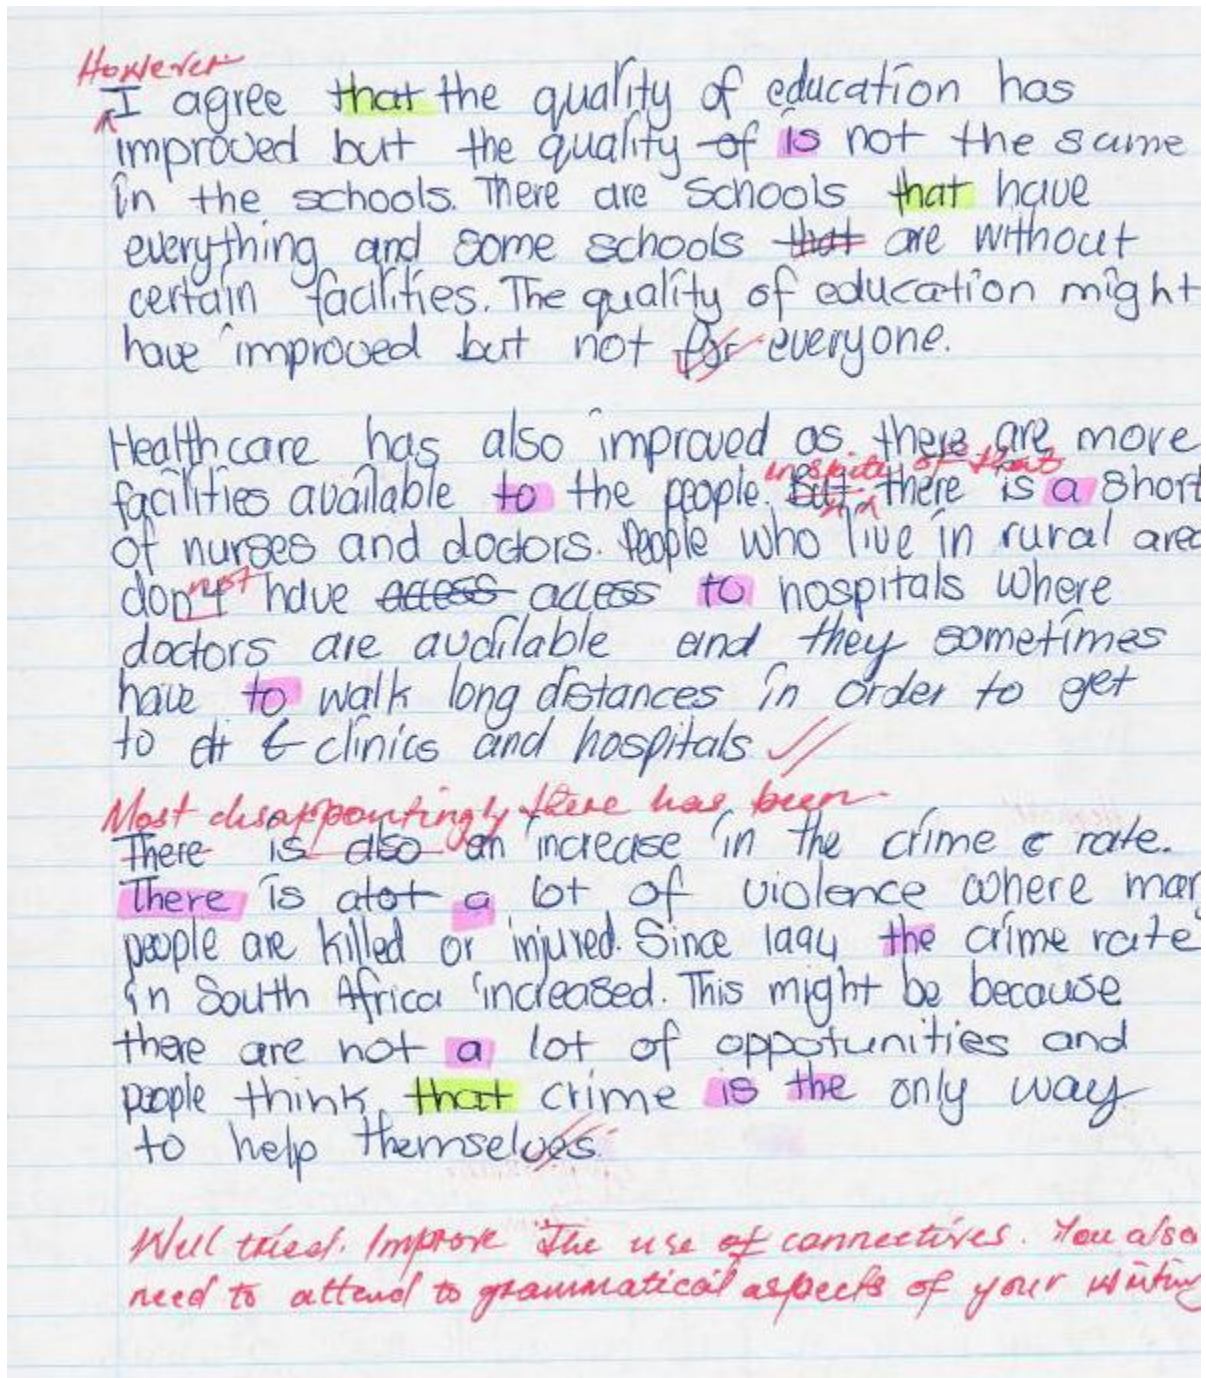 However
I agree that the quality of education has
improved but the quality of is not the same
in the schools. There are schools that have
everything and some schools that are without
certain facilities. The quality of education might
have improved but not for everyone.
Healthcare has also improved as there are more
inspite of that
facilities available to the people. But there is a short
of nurses and doctors. People who live in rural area
not
don't have access access to hospitals where
doctors are available and they sometimes
have to walk long distances in order to get
to clinics and hospitals
Most disappointingly there has been
There is also an increase in the crime c rate.
There is alot a lot of violence where man
people are killed or injured. Since 1994 the crime rate
in South Africa increased. This might be because
there are not a lot of oppotunities and
people think that crime is the only way
to help themselves.
Well tried. Improve the use of connectives. You also
need to attend to grammatical aspects of your writing